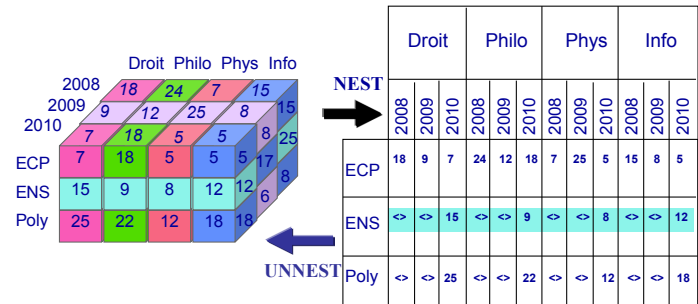 Droit Philo Phys Info
2008 18 24 7 15
2009 9 12 25 8 15
2010 7 18 5 5 8 25
ECP 7 18 5 5 5 17
ENS 15 9 8 12 12 8
Poly 25 22 12 18 18 6
NEST
UNNEST
Droit Philo Phys Info
2008 2009 2010 2008 2009 2010 2008 2009 2010 2008 2009 2010
ECP 18 9 7 24 12 18 7 25 5 15 8 5
ENS <> <> 15 <> <> 9 <> <> 8 <> <> 12
Poly <> <> 25 <> <> 22 <> <> 12 <> <> 18